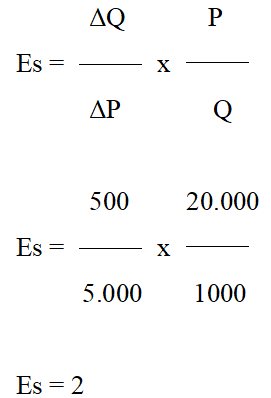 ΔQ P
Es = x
ΔP Q
500 20.000
Es = x
5.000 1000
Es = 2